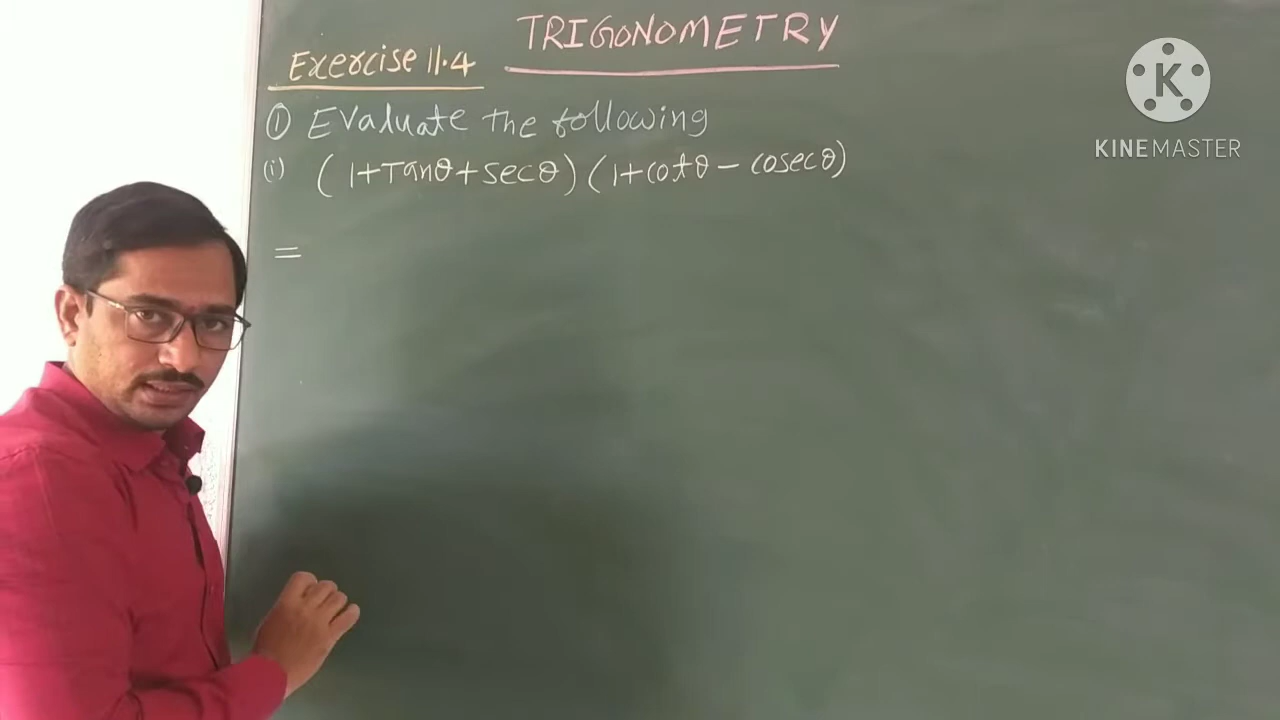 TRIGONOMETRY
Exercise 11.4
① Evaluate the following
(i) (1+Tanθ+secθ)(1+cotθ-cosecθ)
=
K
KINEMASTER